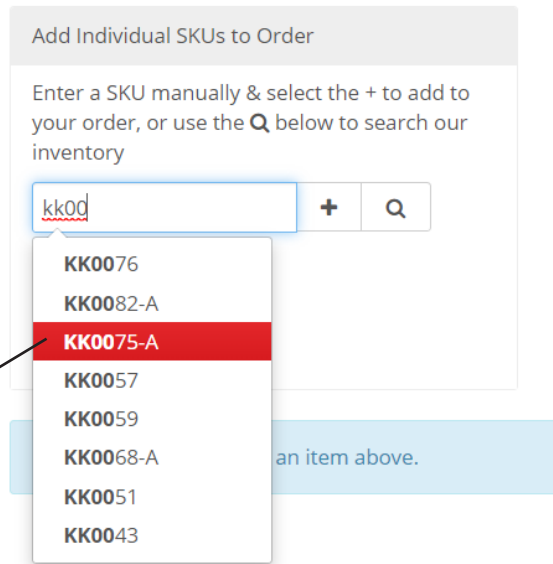 Add Individual SKUs to Order
Enter a SKU manually & select the + to add to
your order, or use the below to search our
inventory
kk00
KK0076
KK0082-A
KK0075-A
KK0057
KK0059
KK0068-A
an item above.
KK0051
KK0043